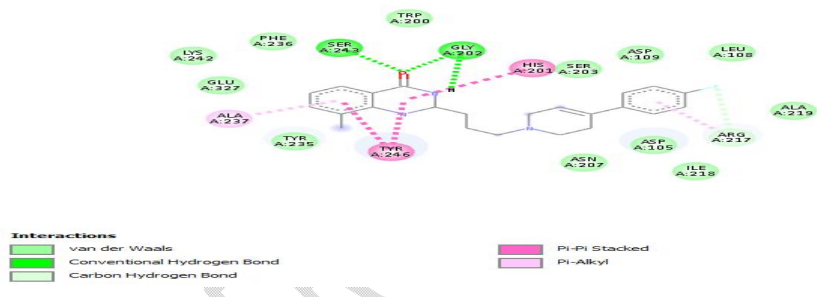 TRP A:200
PHE A:236
SER A:243
GLY A:202
LYS A:242
HIS A:201
SER A:203
ASP A:109
LEU A:108
GLU A:327
O
N
H
ALA A:237
N
ALA A:219
TYR A:235
TYR A:246
N
ASP A:105
ARG A:217
ASN A:207
ILE A:218
Interactions
van der Waals
Conventional Hydrogen Bond
Carbon Hydrogen Bond
Pi-Pi Stacked
Pi-Alkyl